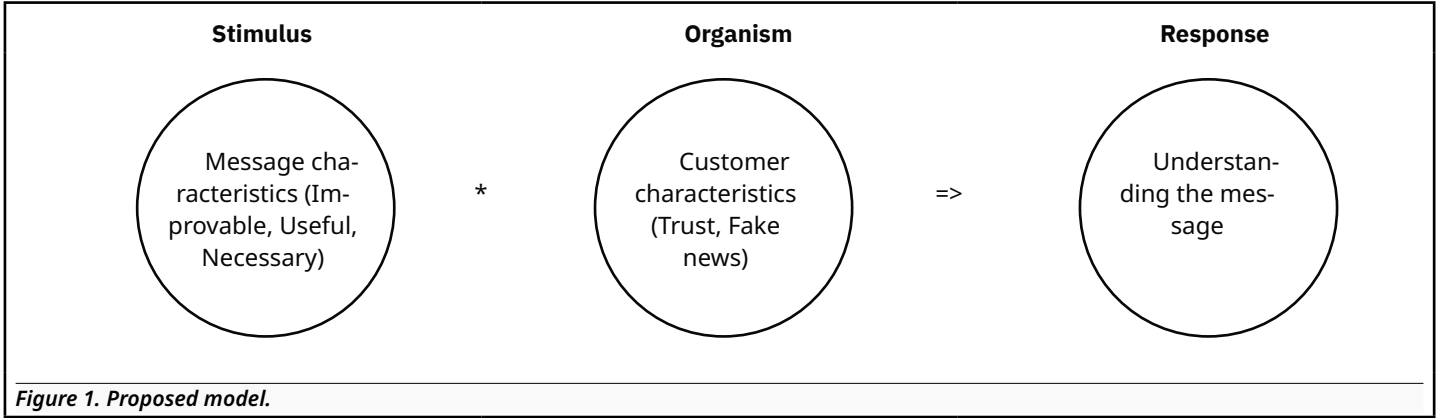 Stimulus
Organism
Response
Message cha-
racteristics (Im-
provable, Useful,
Necessary)
*
Customer
characteristics
(Trust, Fake
news)
=>
Understan-
ding the mes-
sage
Figure 1. Proposed model.